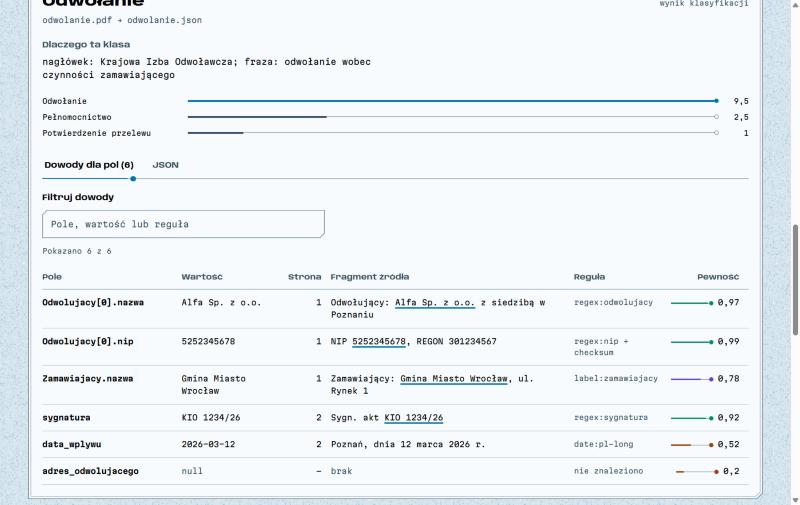 Odwołanie
wynik klasyfikacji
odwolanie.pdf → odwolanie.json
Dlaczego ta klasa
nagłówek: Krajowa Izba Odwoławcza; fraza: odwołanie wobec
czynności zamawiającego
Odwołanie 9,5
Pełnomocnictwo 2,5
Potwierdzenie przelewu 1
Dowody dla pol (6) JSON
Filtruj dowody
Pole, wartość lub reguła
Pokazano 6 z 6
Pole Wartość Strona Fragment źródła Reguła Pewność
Odwolujacy[0].nazwa Alfa Sp. z o.o. 1 Odwołujący: Alfa Sp. z o.o. z siedzibą w regex:odwolujacy 0,97
Poznaniu
Odwolujacy[0].nip 5252345678 1 NIP 5252345678, REGON 301234567 regex:nip + 0,99
checksum
Zamawiajacy.nazwa Gmina Miasto 1 Zamawiający: Gmina Miasto Wrocław, ul. label:zamawiajacy 0,78
Wrocław Rynek 1
sygnatura KIO 1234/26 2 Sygn. akt KIO 1234/26 regex:sygnatura 0,92
data_wplywu 2026-03-12 2 Poznań, dnia 12 marca 2026 r. date:pl-long 0,52
adres_odwolujacego null – brak nie znaleziono 0,2